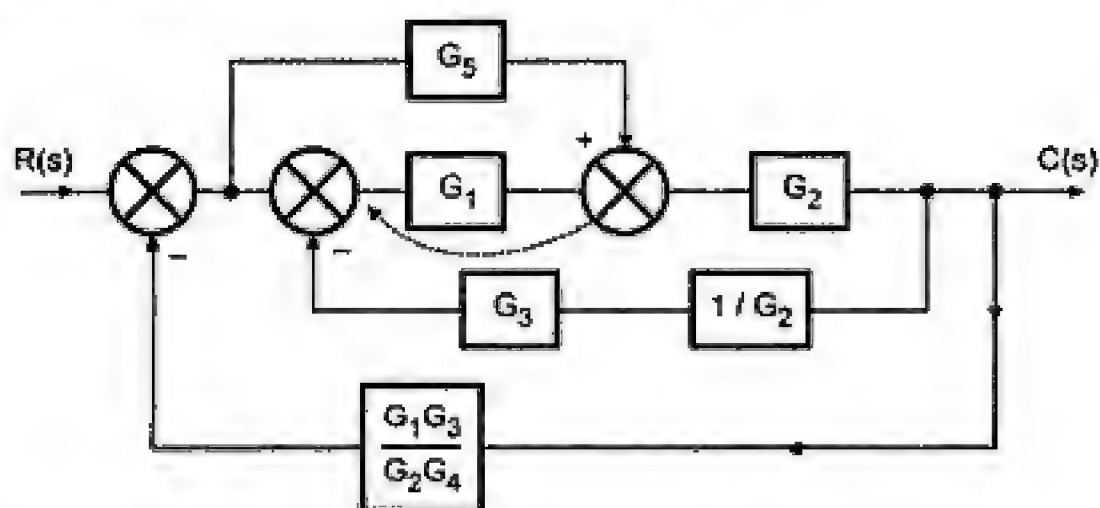 G₅
+
R(s) G₁ G₂ C(s)
− −
G₃ 1 / G₂
G₁G₃
G₂G₄